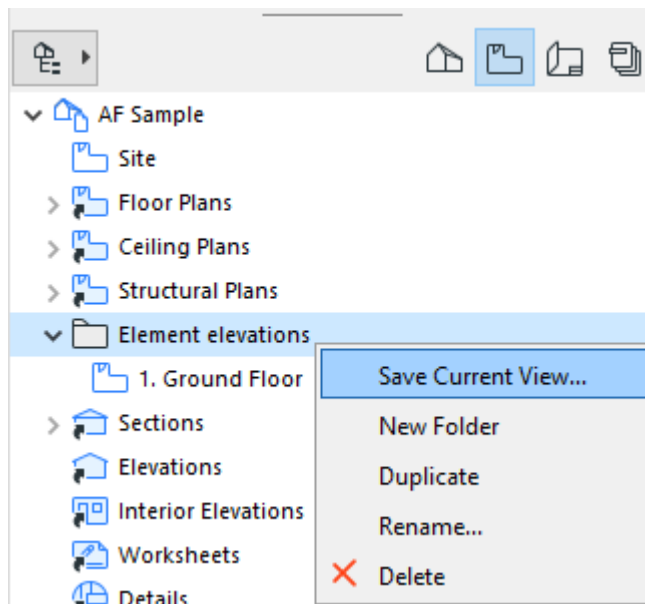 AF Sample
Site
Floor Plans
Ceiling Plans
Structural Plans
Element elevations
1. Ground Floor
Save Current View...
Sections
New Folder
Elevations
Duplicate
Interior Elevations
Rename...
Worksheets
Delete
Details